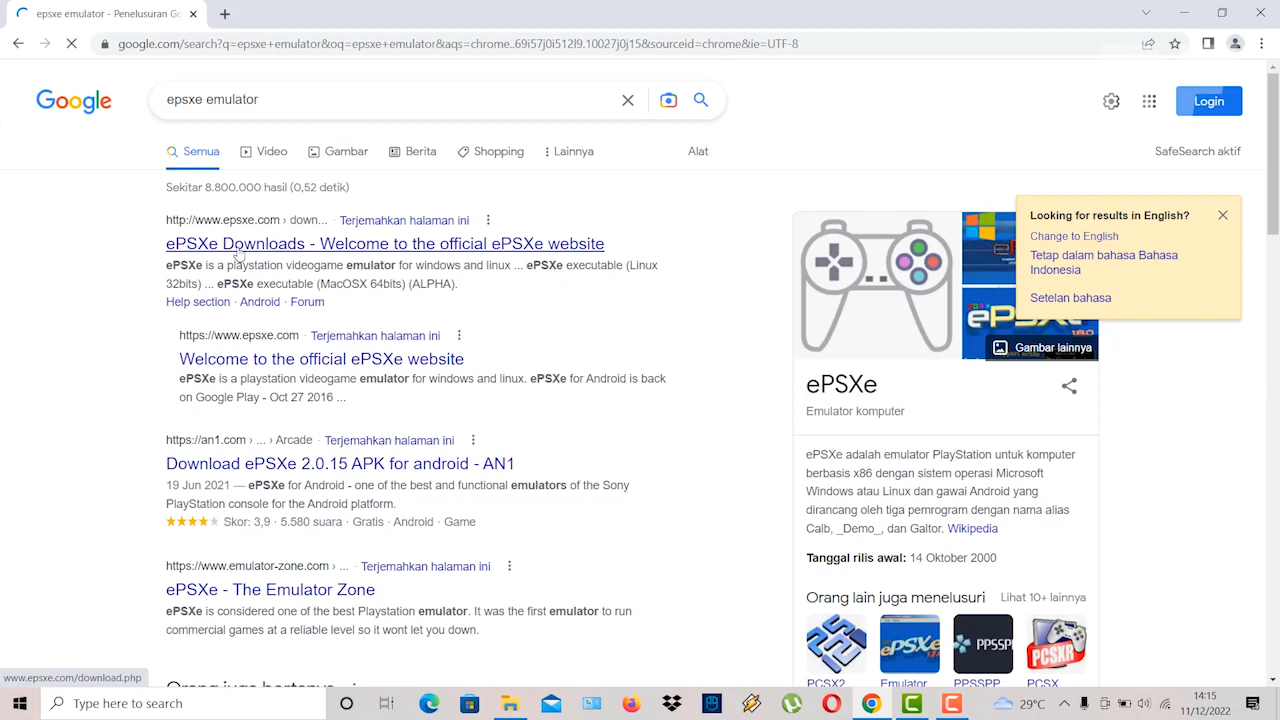 epsxe emulator - Penelusuran Go
google.com/search?q=epsxe+emulator&oq=epsxe+emulator&aqs=chrome..69i57j0i512l9.10027j0j15&sourceid=chrome&ie=UTF-8
Google
epsxe emulator
Login
Semua
Video
Gambar
Berita
Shopping
Lainnya
Alat
SafeSearch aktif
Sekitar 8.800.000 hasil (0,52 detik)
http://www.epsxe.com › down... · Terjemahkan halaman ini
ePSXe Downloads - Welcome to the official ePSXe website
ePSXe is a playstation videogame emulator for windows and linux ... ePSXe executable (Linux
32bits) ... ePSXe executable (MacOSX 64bits) (ALPHA).
Help section · Android · Forum
https://www.epsxe.com · Terjemahkan halaman ini
Welcome to the official ePSXe website
ePSXe is a playstation videogame emulator for windows and linux. ePSXe for Android is back
on Google Play - Oct 27 2016 ...
https://an1.com › ... › Arcade · Terjemahkan halaman ini
Download ePSXe 2.0.15 APK for android - AN1
19 Jun 2021 — ePSXe for Android - one of the best and functional emulators of the Sony
PlayStation console for the Android platform.
Skor: 3,9 · 5.580 suara · Gratis · Android · Game
https://www.emulator-zone.com › ... · Terjemahkan halaman ini
ePSXe - The Emulator Zone
ePSXe is considered one of the best Playstation emulator. It was the first emulator to run
commercial games at a reliable level so it wont let you down.
Looking for results in English?
Change to English
Tetap dalam bahasa Bahasa
Indonesia
Setelan bahasa
ePSXe
Gambar lainnya
ePSXe
Emulator komputer
ePSXe adalah emulator PlayStation untuk komputer
berbasis x86 dengan sistem operasi Microsoft
Windows atau Linux dan gawai Android yang
dirancang oleh tiga pemrogram dengan nama alias
Calb, _Demo_, dan Galtor. Wikipedia
Tanggal rilis awal: 14 Oktober 2000
Orang lain juga menelusuri
Lihat 10+ lainnya
ePSXe
PPSSPP
PCSXR
PCSX2
Emulator
PPSSPP
PCSX
www.epsxe.com/download.php
Orang juga bertanya
Type here to search
29°C
14:15
11/12/2022